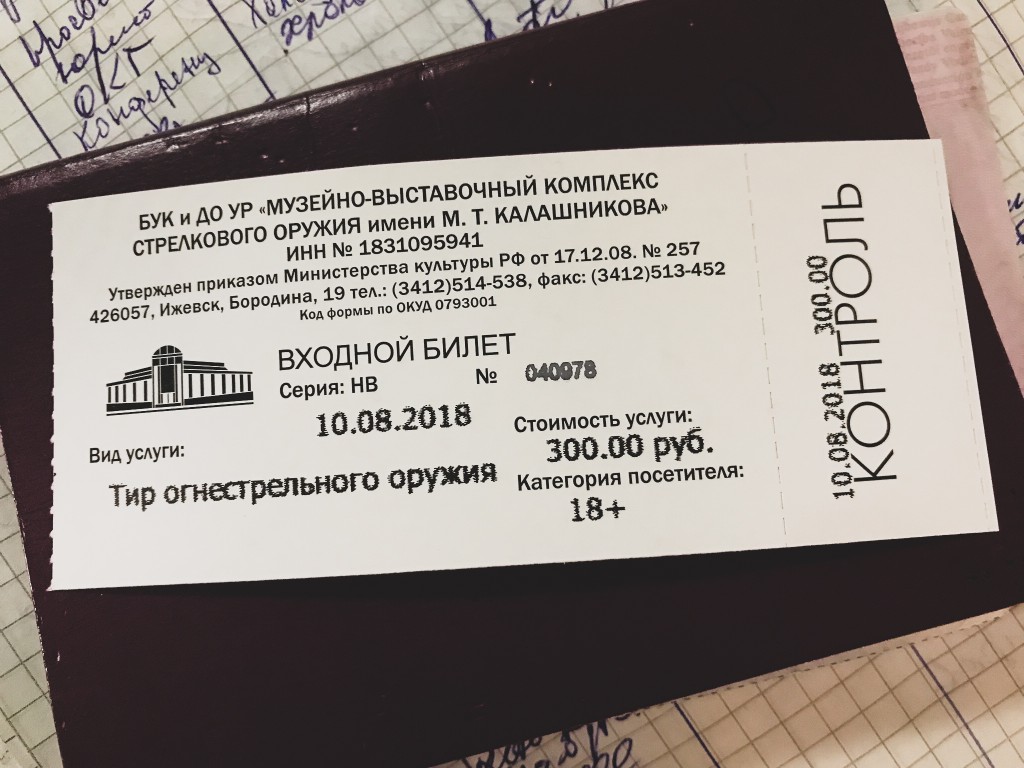 ОКТ
БУК и ДО УР «МУЗЕЙНО-ВЫСТАВОЧНЫЙ КОМПЛЕКС
СТРЕЛКОВОГО ОРУЖИЯ имени М. Т. КАЛАШНИКОВА»
ИНН № 1831095941
Утвержден приказом Министерства культуры РФ от 17.12.08. № 257
426057, Ижевск, Бородина, 19 тел.: (3412)514-538, факс: (3412)513-452
Код формы по ОКУД 0793001
ВХОДНОЙ БИЛЕТ
Серия: НВ № 040978
10.08.2018
Вид услуги:
Тир огнестрельного оружия
Стоимость услуги:
300.00 руб.
Категория посетителя:
18+
10.08.2018 300.00
КОНТРОЛЬ